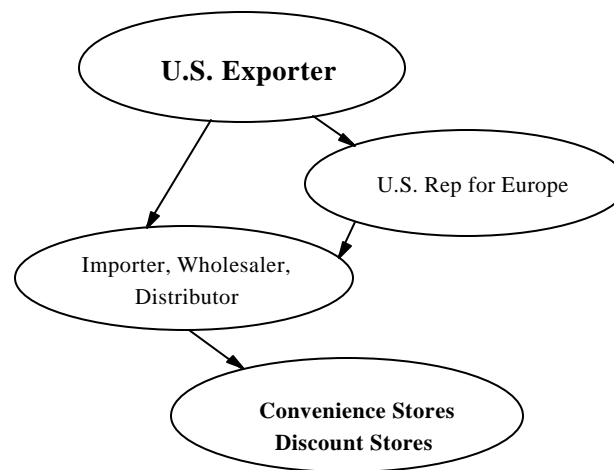 U.S. Exporter
U.S. Rep for Europe
Importer, Wholesaler,
Distributor
Convenience Stores
Discount Stores